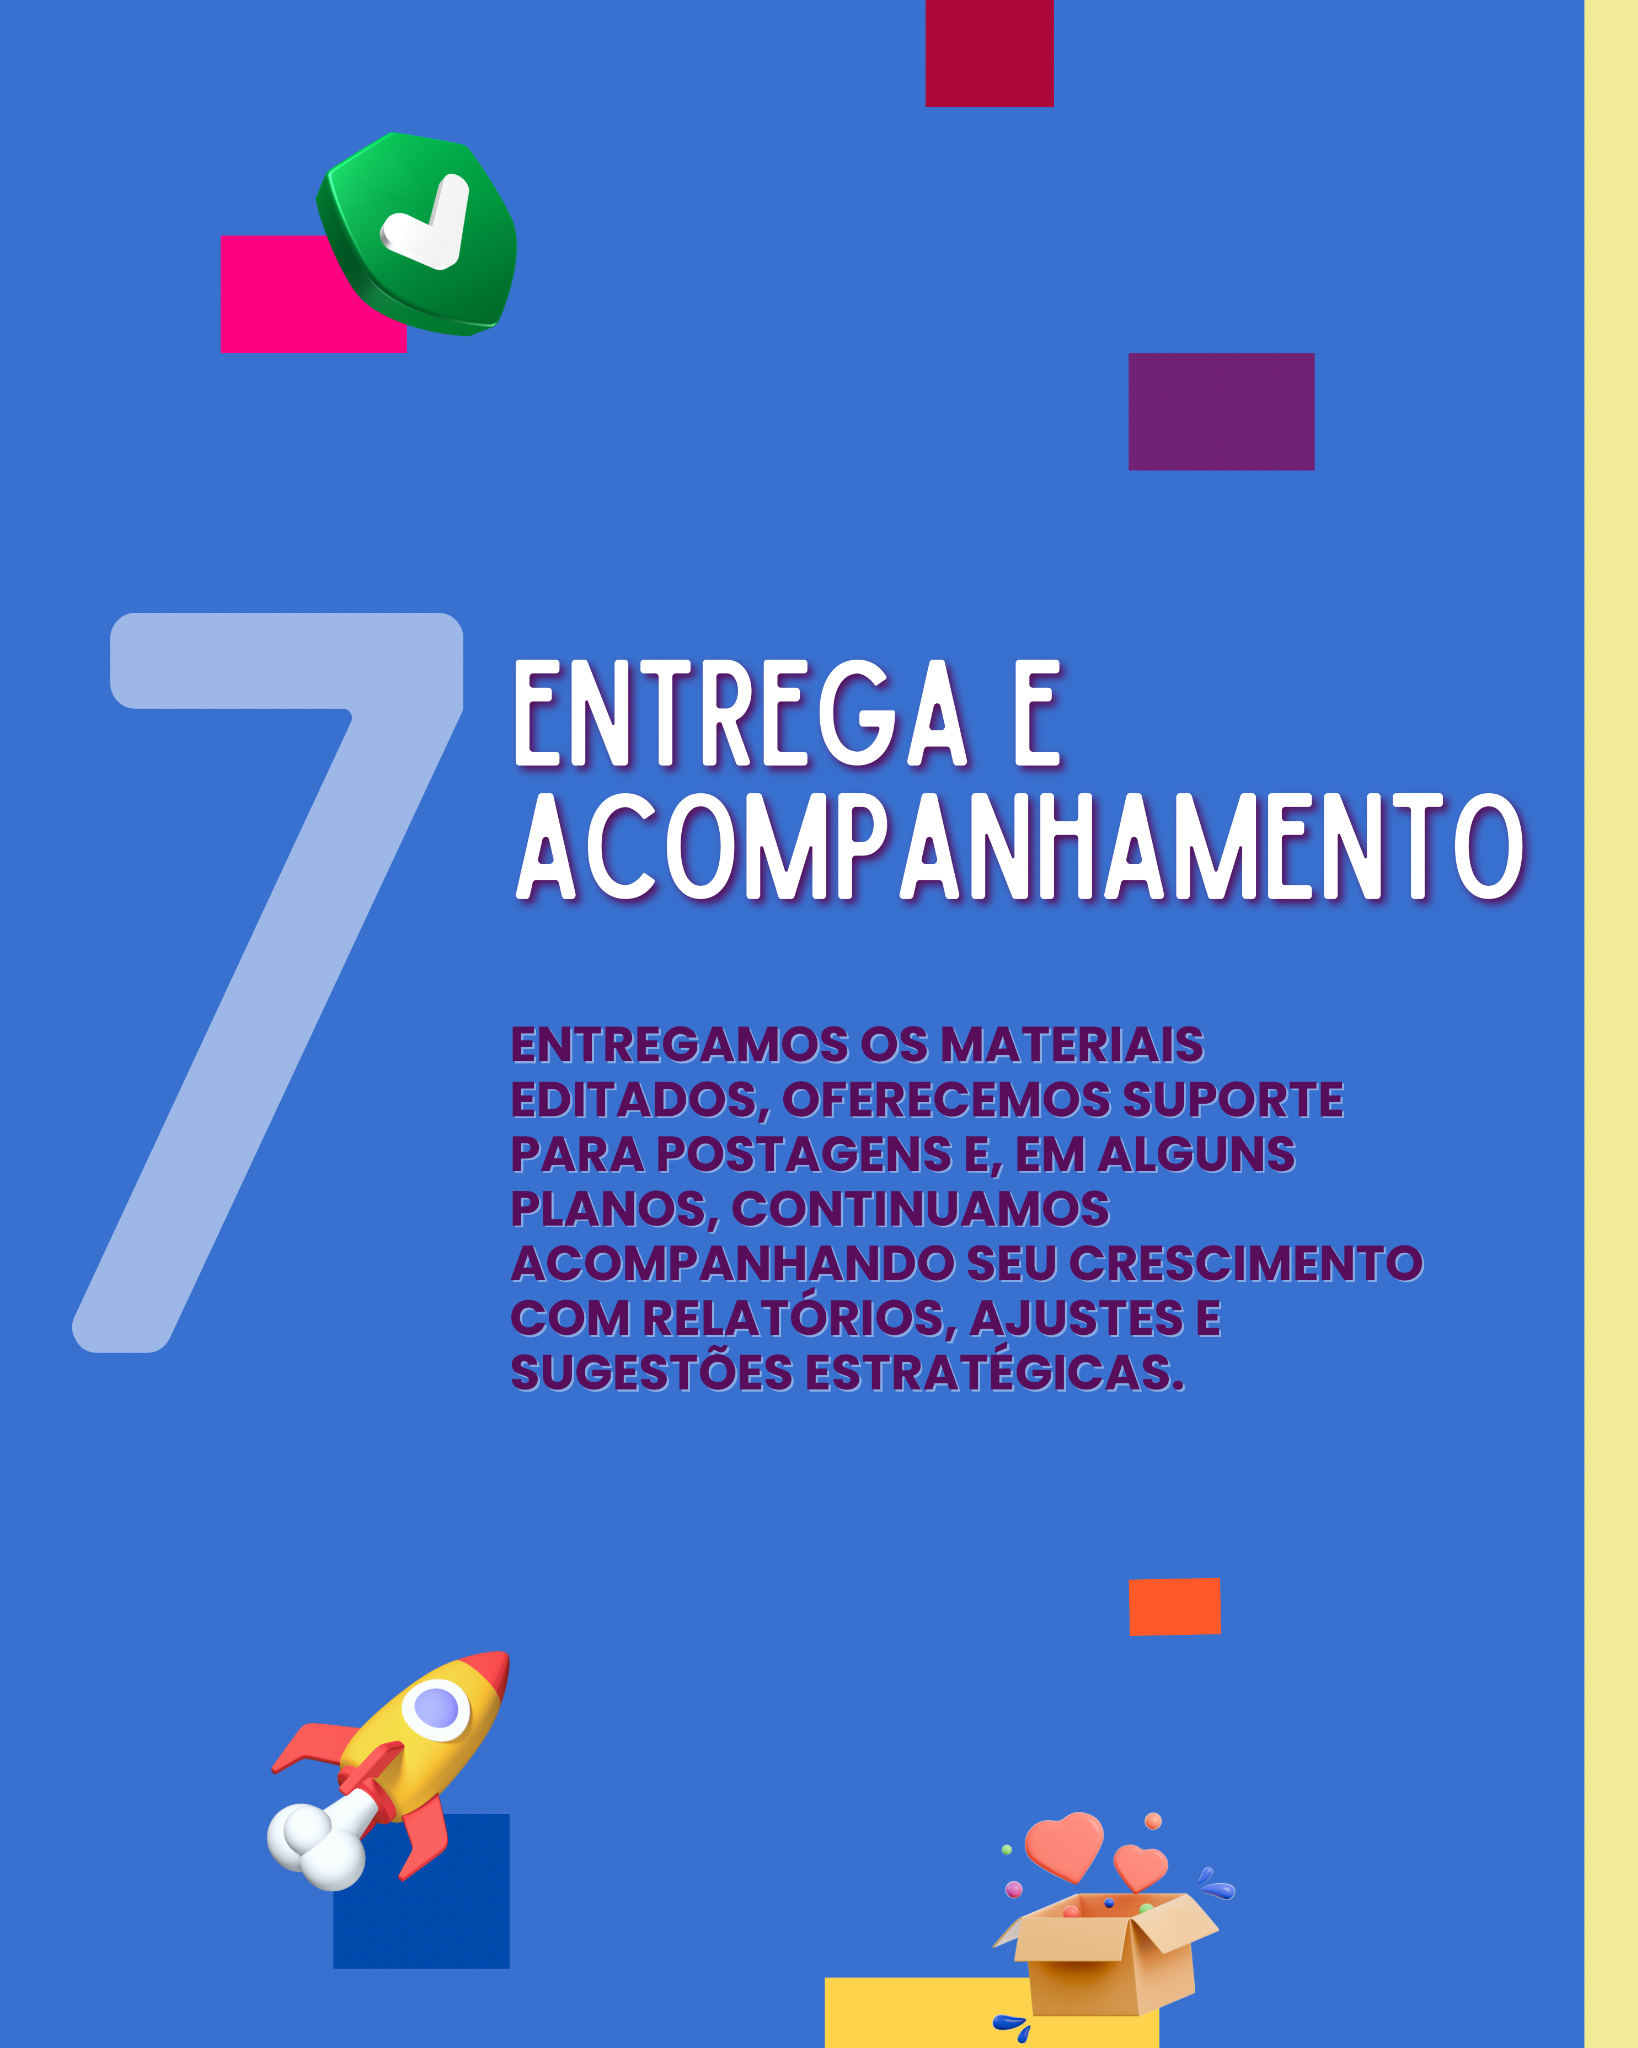 7
ENTREGA E
ACOMPANHAMENTO
ENTREGAMOS OS MATERIAIS
EDITADOS, OFERECEMOS SUPORTE
PARA POSTAGENS E, EM ALGUNS
PLANOS, CONTINUAMOS
ACOMPANHANDO SEU CRESCIMENTO
COM RELATÓRIOS, AJUSTES E
SUGESTÕES ESTRATÉGICAS.